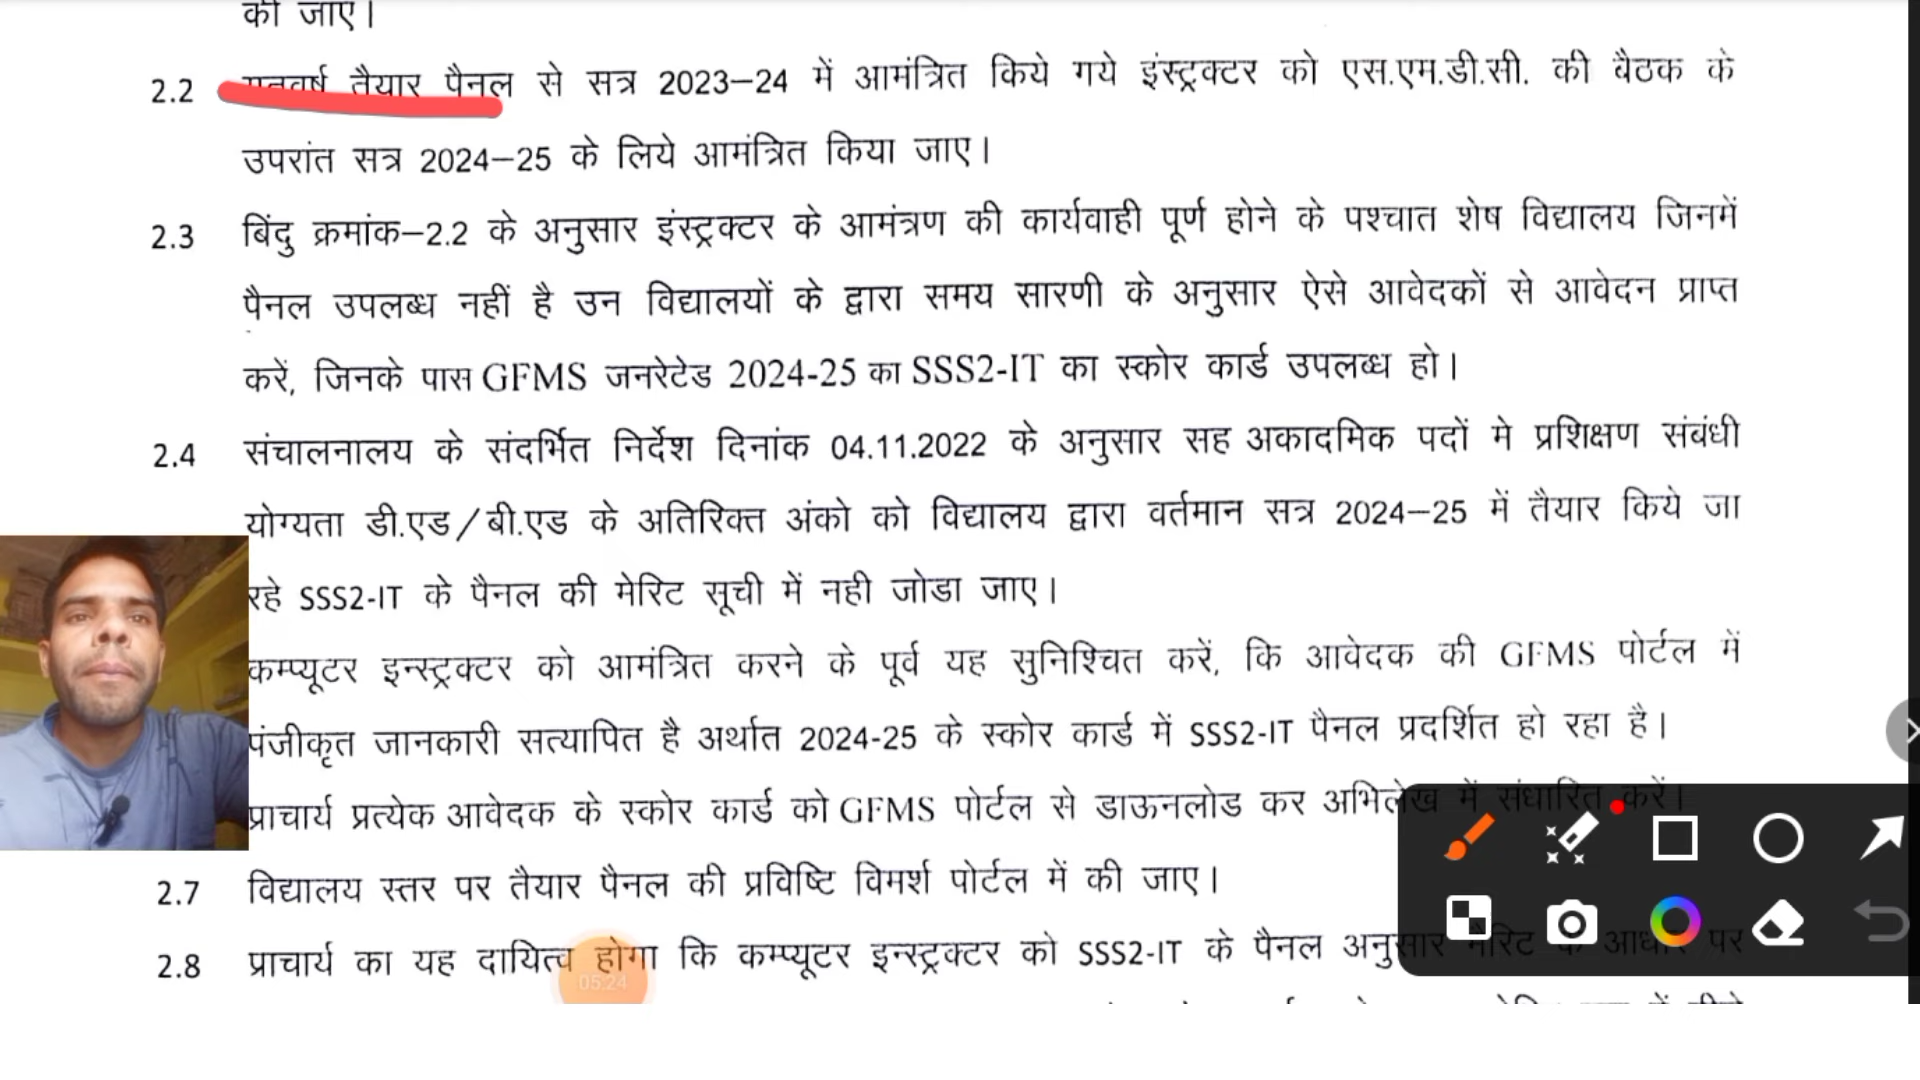 की जाए।
2.2 गतवर्ष तैयार पैनल से सत्र 2023–24 में आमंत्रित किये गये इंस्ट्रक्टर को एस.एम.डी.सी. की बैठक के
उपरांत सत्र 2024–25 के लिये आमंत्रित किया जाए।
2.3 बिंदु क्रमांक–2.2 के अनुसार इंस्ट्रक्टर के आमंत्रण की कार्यवाही पूर्ण होने के पश्चात शेष विद्यालय जिनमें
पैनल उपलब्ध नहीं है उन विद्यालयों के द्वारा समय सारणी के अनुसार ऐसे आवेदकों से आवेदन प्राप्त
करें, जिनके पास GFMS जनरेटेड 2024-25 का SSS2-IT का स्कोर कार्ड उपलब्ध हो।
2.4 संचालनालय के संदर्भित निर्देश दिनांक 04.11.2022 के अनुसार सह अकादमिक पदों मे प्रशिक्षण संबंधी
योग्यता डी.एड/बी.एड के अतिरिक्त अंको को विद्यालय द्वारा वर्तमान सत्र 2024–25 में तैयार किये जा
रहे SSS2-IT के पैनल की मेरिट सूची में नही जोडा जाए।
कम्प्यूटर इन्स्ट्रक्टर को आमंत्रित करने के पूर्व यह सुनिश्चित करें, कि आवेदक की GFMS पोर्टल में
पंजीकृत जानकारी सत्यापित है अर्थात 2024-25 के स्कोर कार्ड में SSS2-IT पैनल प्रदर्शित हो रहा है।
प्राचार्य प्रत्येक आवेदक के स्कोर कार्ड को GFMS पोर्टल से डाऊनलोड कर अभिलेख में संधारित करें।
2.7 विद्यालय स्तर पर तैयार पैनल की प्रविष्टि विमर्श पोर्टल में की जाए।
2.8 प्राचार्य का यह दायित्व होगा कि कम्प्यूटर इन्स्ट्रक्टर को SSS2-IT के पैनल अनुसार मेरिट के आधार पर
05:24